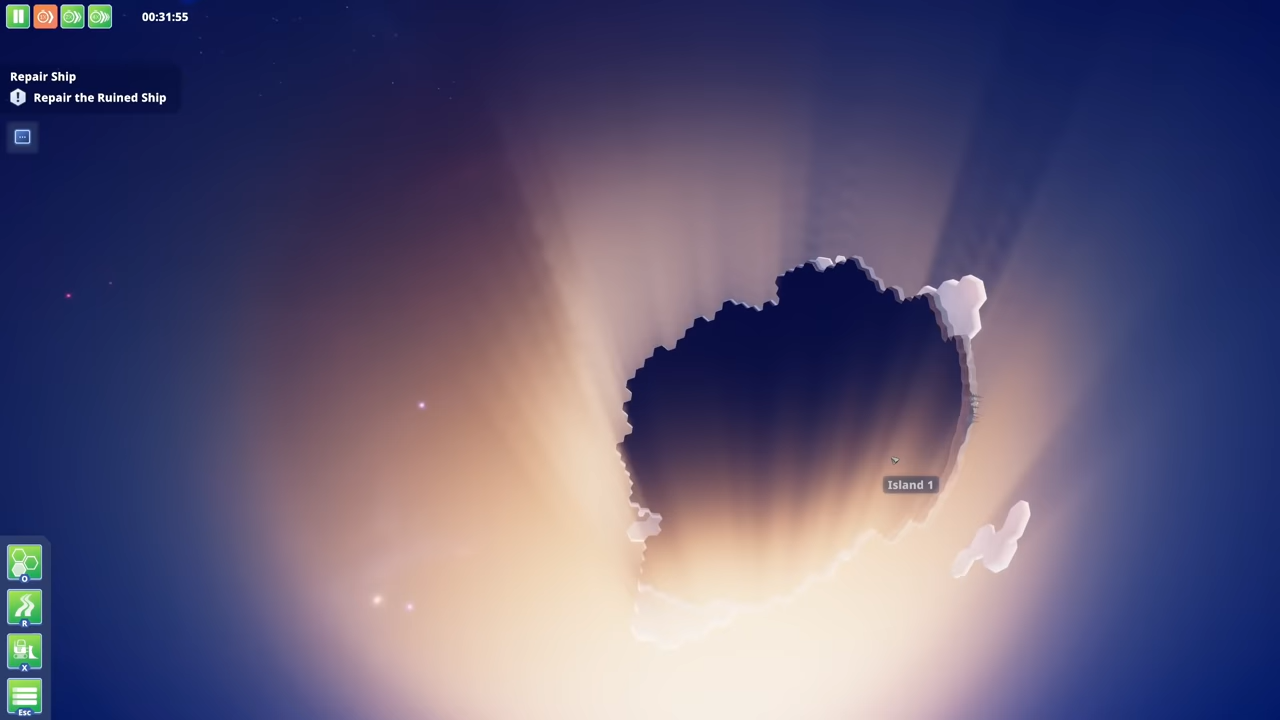 00:31:55
Repair Ship
Repair the Ruined Ship
Island 1
O
R
X
Esc